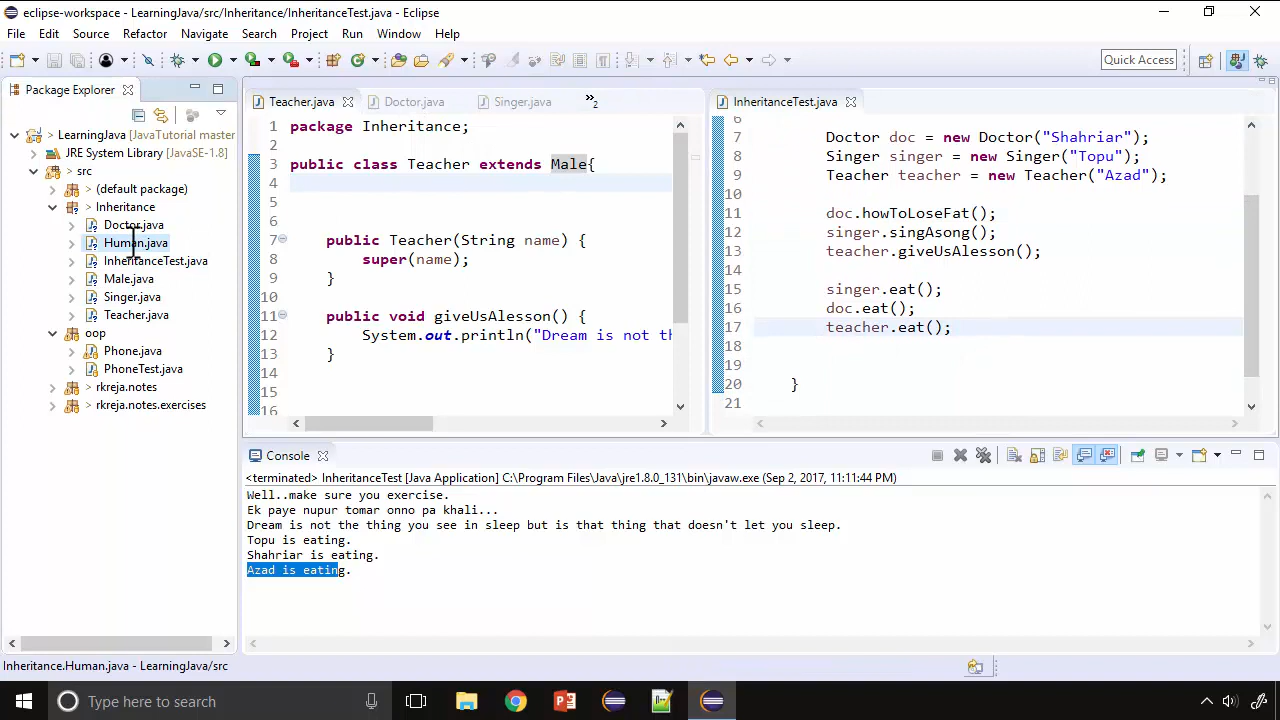 eclipse-workspace - LearningJava/src/Inheritance/InheritanceTest.java - Eclipse
File Edit Source Refactor Navigate Search Project Run Window Help
Quick Access
Package Explorer
LearningJava [JavaTutorial master
JRE System Library [JavaSE-1.8]
> src
> (default package)
> Inheritance
Doctor.java
Human.java
InheritanceTest.java
Male.java
Singer.java
Teacher.java
oop
Phone.java
PhoneTest.java
> rkreja.notes
> rkreja.notes.exercises
Teacher.java Doctor.java Singer.java »2
1 package Inheritance;
2
3 public class Teacher extends Male{
4
5
6
7 public Teacher(String name) {
8 super(name);
9 }
10
11 public void giveUsAlesson() {
12 System.out.println("Dream is not th
13 }
14
15
16
InheritanceTest.java
6
7 Doctor doc = new Doctor("Shahriar");
8 Singer singer = new Singer("Topu");
9 Teacher teacher = new Teacher("Azad");
10
11 doc.howToLoseFat();
12 singer.singAsong();
13 teacher.giveUsAlesson();
14
15 singer.eat();
16 doc.eat();
17 teacher.eat();
18
19
20 }
21
Console
<terminated> InheritanceTest [Java Application] C:\Program Files\Java\jre1.8.0_131\bin\javaw.exe (Sep 2, 2017, 11:11:44 PM)
Well..make sure you exercise.
Ek paye nupur tomar onno pa khali...
Dream is not the thing you see in sleep but is that thing that doesn't let you sleep.
Topu is eating.
Shahriar is eating.
Azad is eating.
Inheritance.Human.java - LearningJava/src
Type here to search